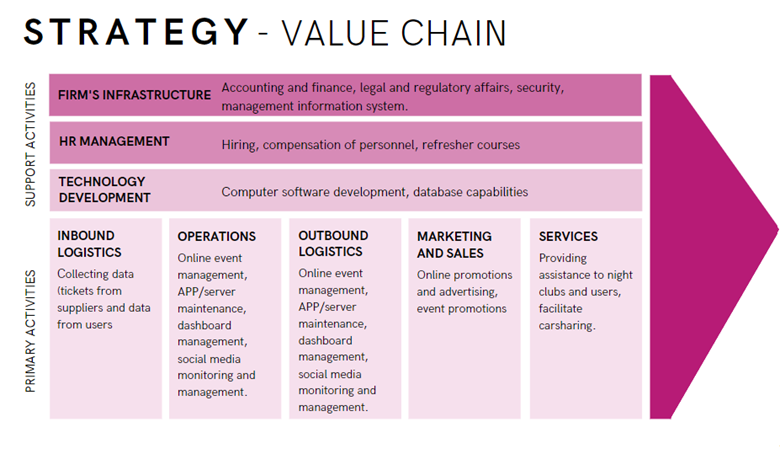 STRATEGY - VALUE CHAIN
SUPPORT ACTIVITIES
FIRM'S INFRASTRUCTURE
Accounting and finance, legal and regulatory affairs, security,
management information system.
HR MANAGEMENT
Hiring, compensation of personnel, refresher courses
TECHNOLOGY
DEVELOPMENT
Computer software development, database capabilities
PRIMARY ACTIVITIES
INBOUND
LOGISTICS
Collecting data
(tickets from
suppliers and data
from users
OPERATIONS
Online event
management,
APP/server
maintenance,
dashboard
management,
social media
monitoring and
management.
OUTBOUND
LOGISTICS
Online event
management,
APP/server
maintenance,
dashboard
management,
social media
monitoring and
management.
MARKETING
AND SALES
Online promotions
and advertising,
event promotions
SERVICES
Providing
assistance to night
clubs and users,
facilitate
carsharing.